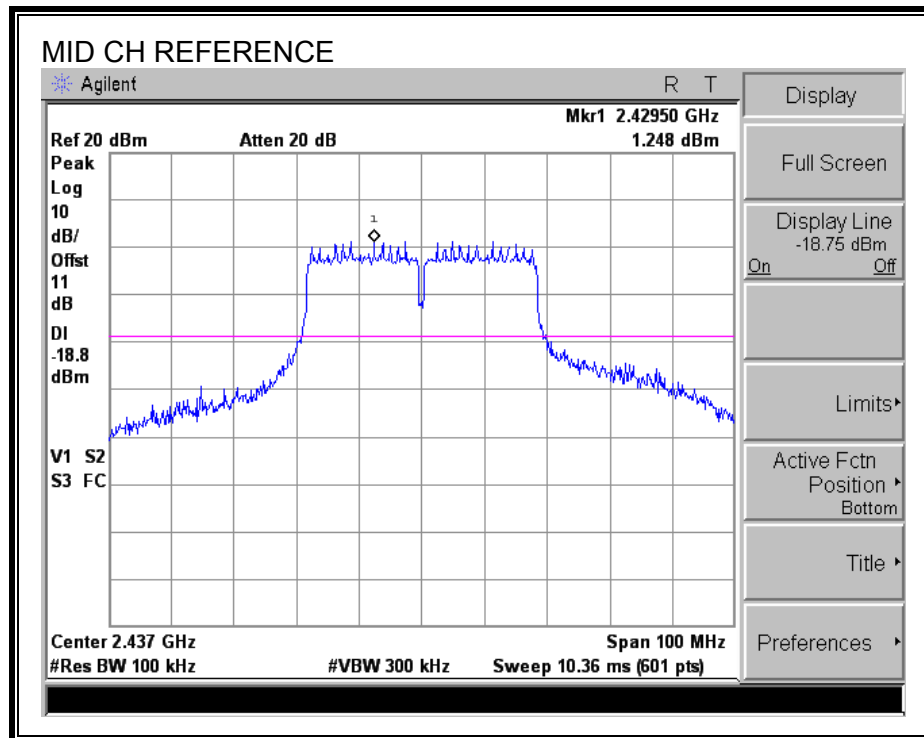 MID CH REFERENCE
Agilent
R T
Mkr1 2.42950 GHz
Ref 20 dBm Atten 20 dB 1.248 dBm
Peak
Log
10
dB/
Offst
11
dB
DI
-18.8
dBm
V1 S2
S3 FC
1
Center 2.437 GHz Span 100 MHz
#Res BW 100 kHz #VBW 300 kHz Sweep 10.36 ms (601 pts)
Display
Full Screen
Display Line
-18.75 dBm
On Off
Limits
Active Fctn
Position
Bottom
Title
Preferences